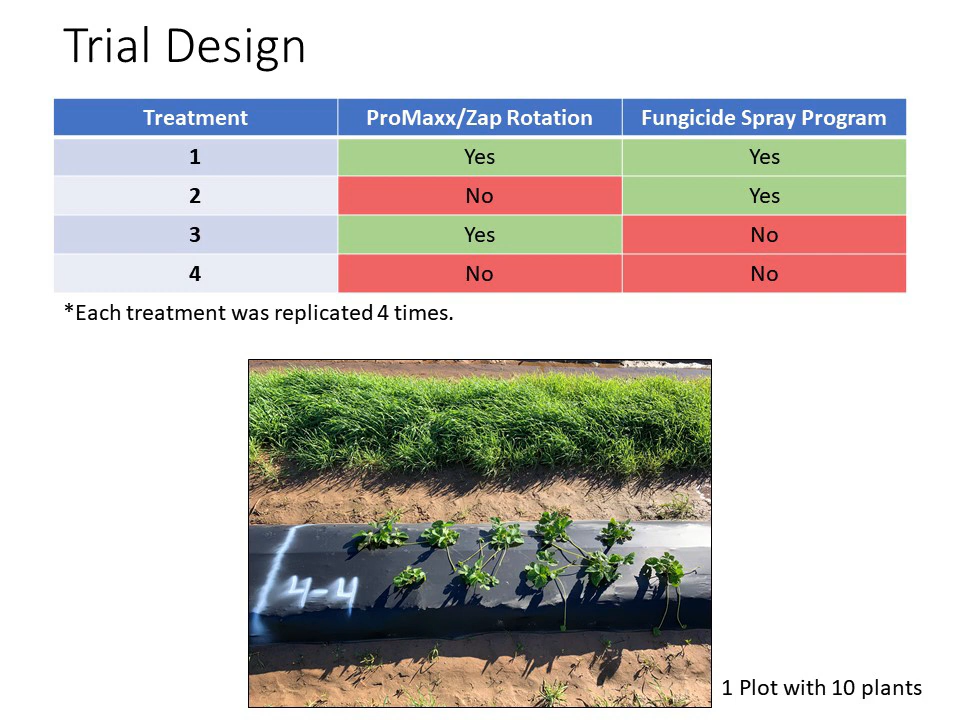 Trial Design
Treatment ProMaxx/Zap Rotation Fungicide Spray Program
1 Yes Yes
2 No Yes
3 Yes No
4 No No
*Each treatment was replicated 4 times.
4-4
1 Plot with 10 plants